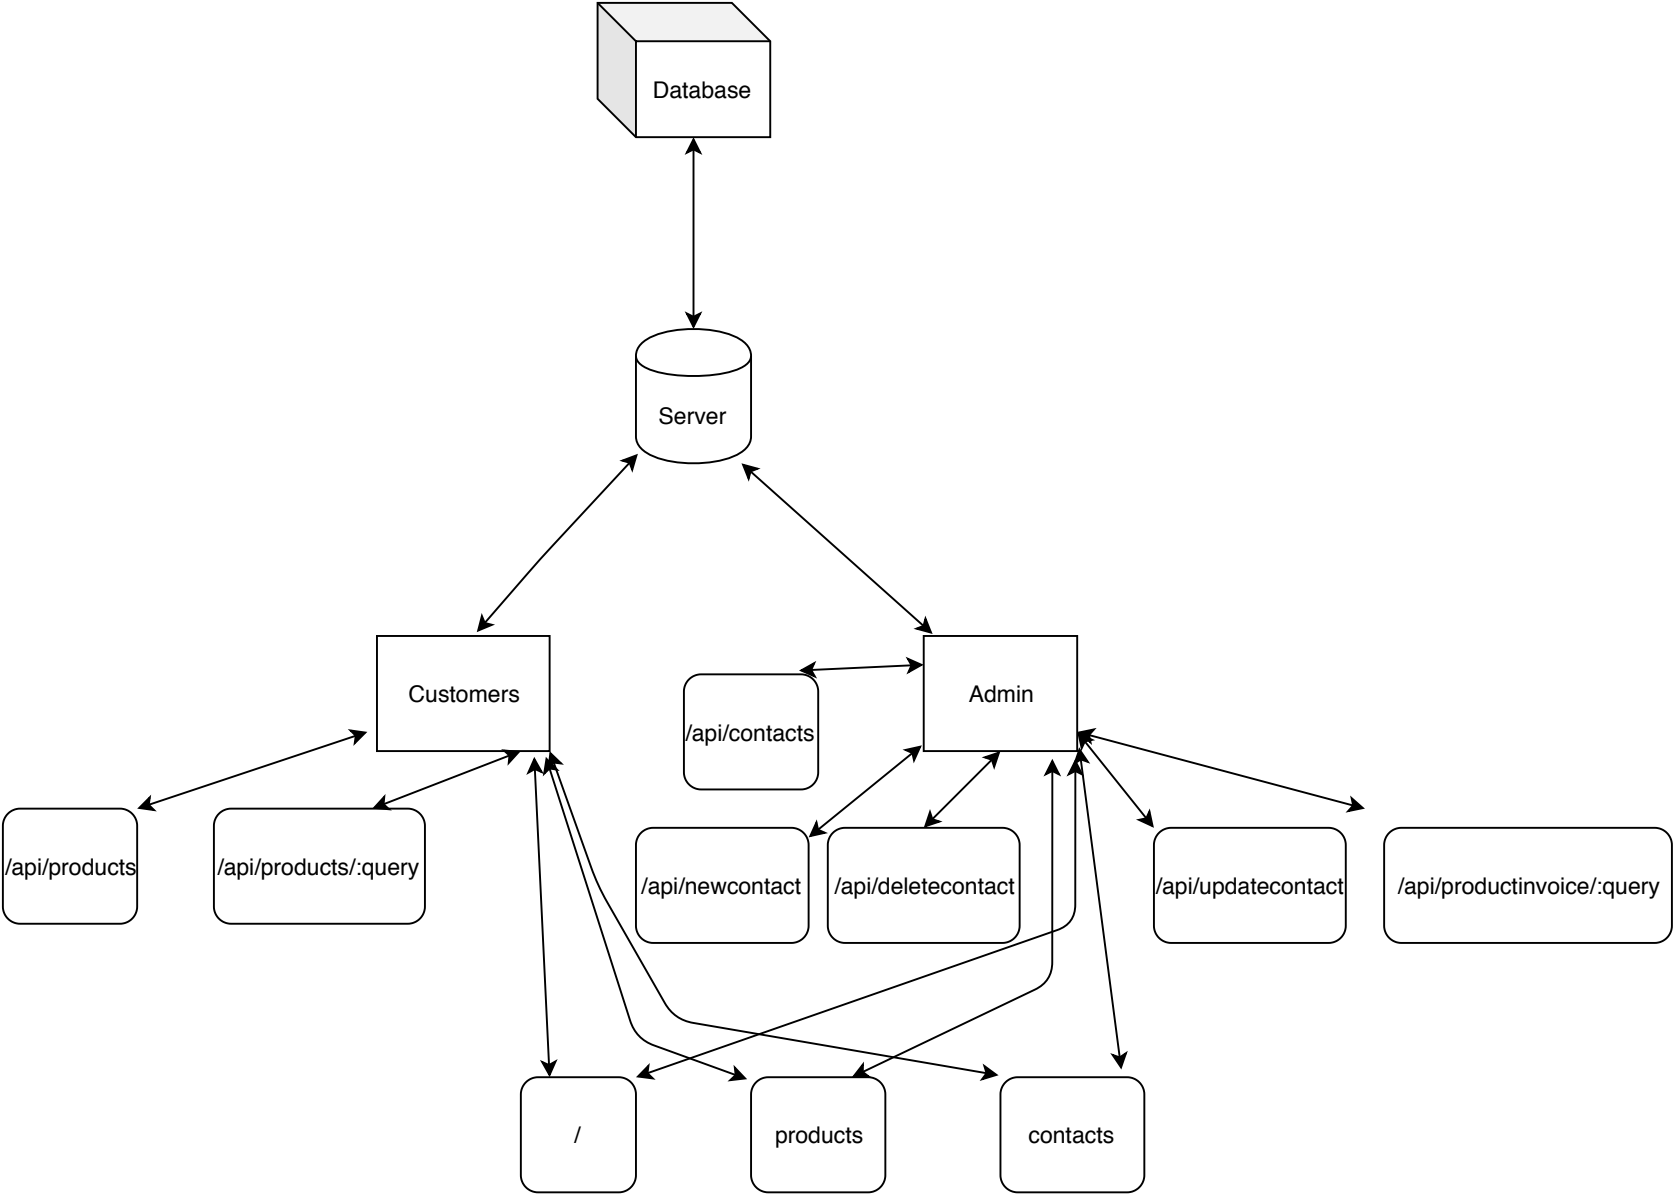 Database
Server
Customers
Admin
/api/contacts
/api/products
/api/products/:query
/api/newcontact
/api/deletecontact
/api/updatecontact
/api/productinvoice/:query
/
products
contacts